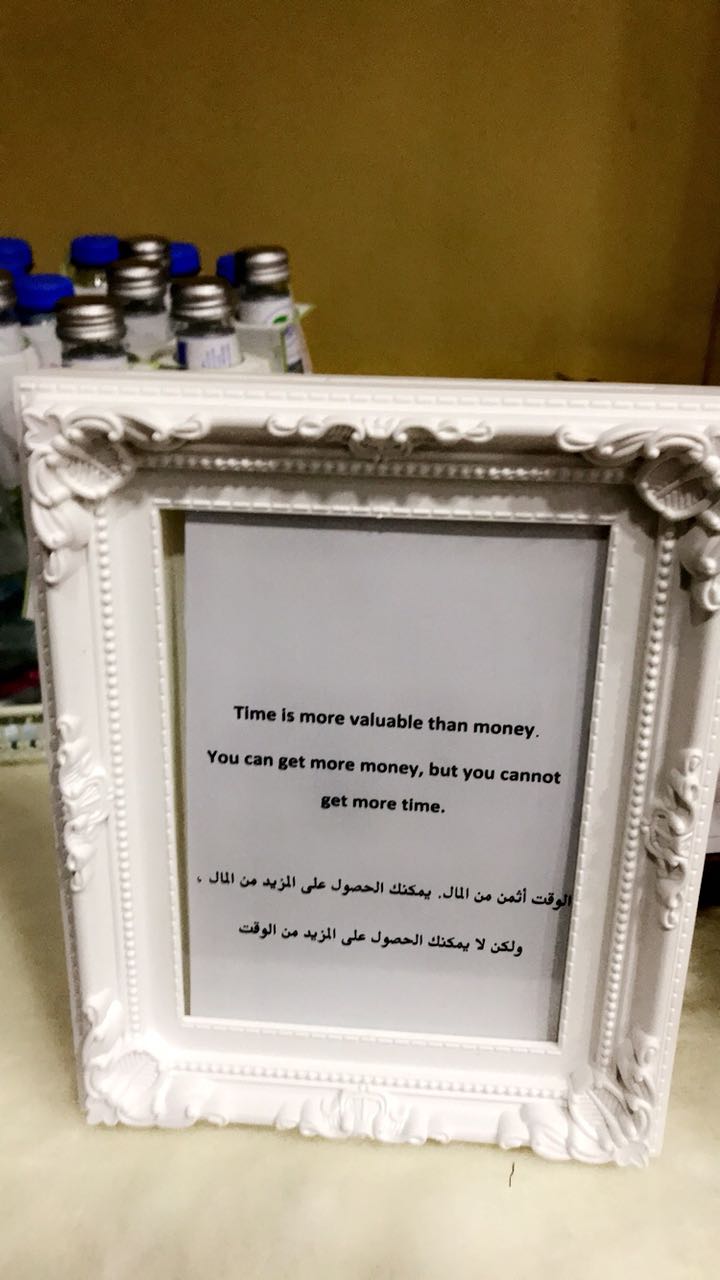 Time is more valuable than money.
You can get more money, but you cannot
get more time.
الوقت أثمن من المال. يمكنك الحصول على المزيد من المال ،
ولكن لا يمكنك الحصول على المزيد من الوقت